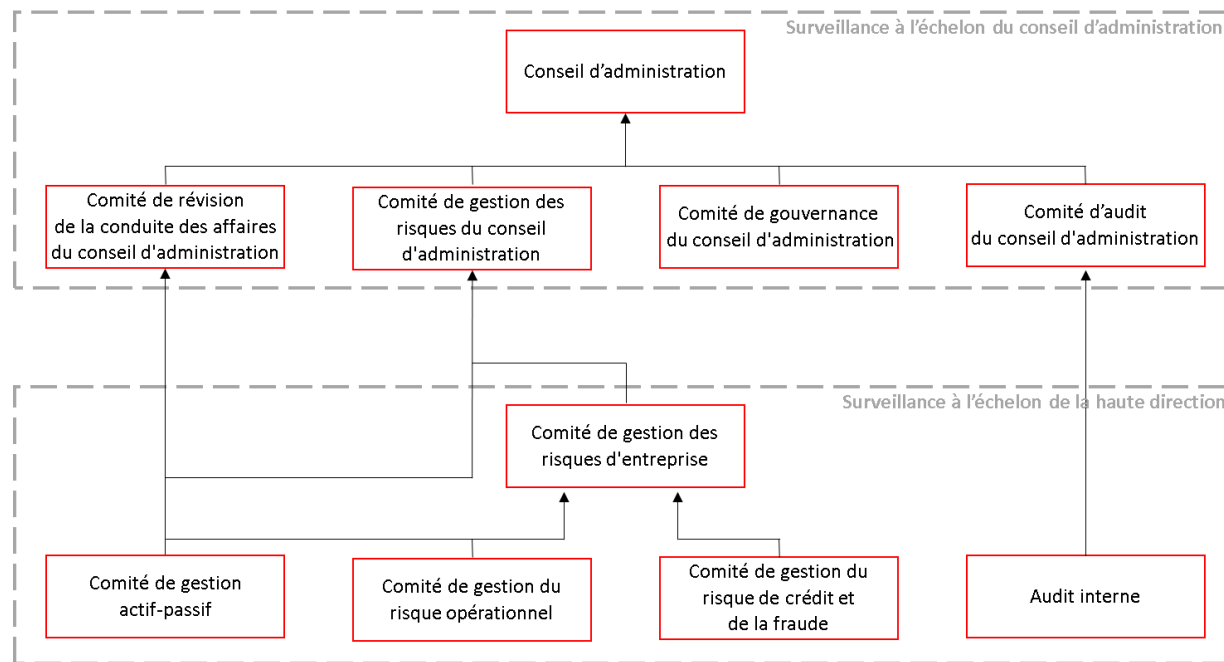 Surveillance à l’échelon du conseil d’administration
Conseil d’administration
Comité de révision
de la conduite des affaires
du conseil d'administration
Comité de gestion des
risques du conseil
d'administration
Comité de gouvernance
du conseil d'administration
Comité d’audit
du conseil d'administration
Surveillance à l’échelon de la haute direction
Comité de gestion des
risques d'entreprise
Comité de gestion
actif-passif
Comité de gestion du
risque opérationnel
Comité de gestion du
risque de crédit et
de la fraude
Audit interne